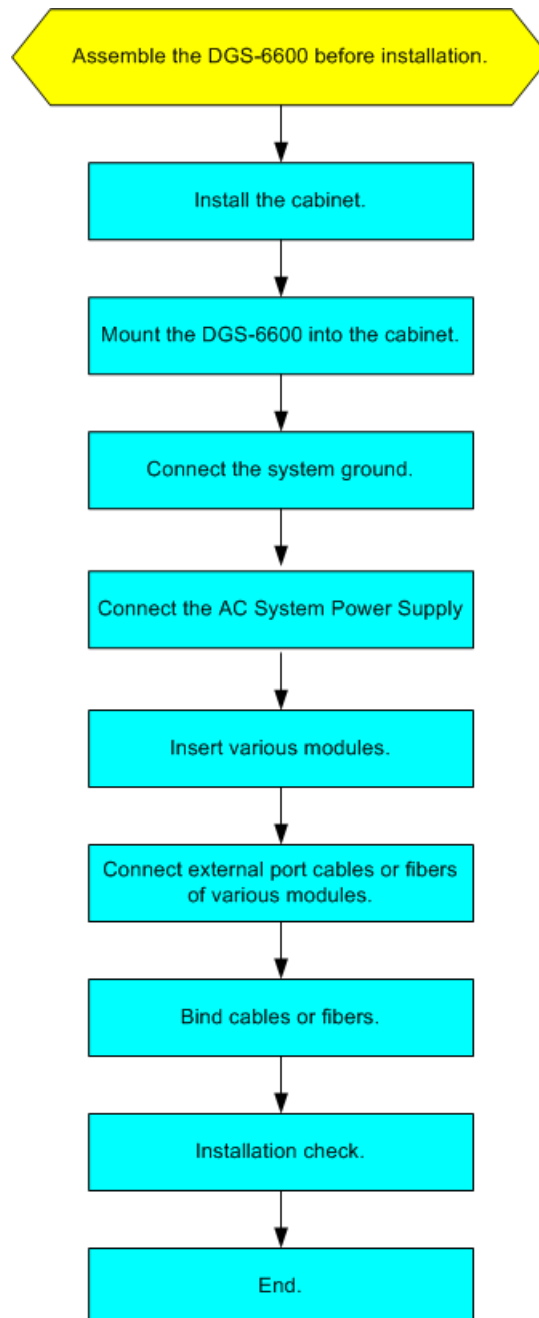 Assemble the DGS-6600 before installation.
Install the cabinet.
Mount the DGS-6600 into the cabinet.
Connect the system ground.
Connect the AC System Power Supply
Insert various modules.
Connect external port cables or fibers
of various modules.
Bind cables or fibers.
Installation check.
End.